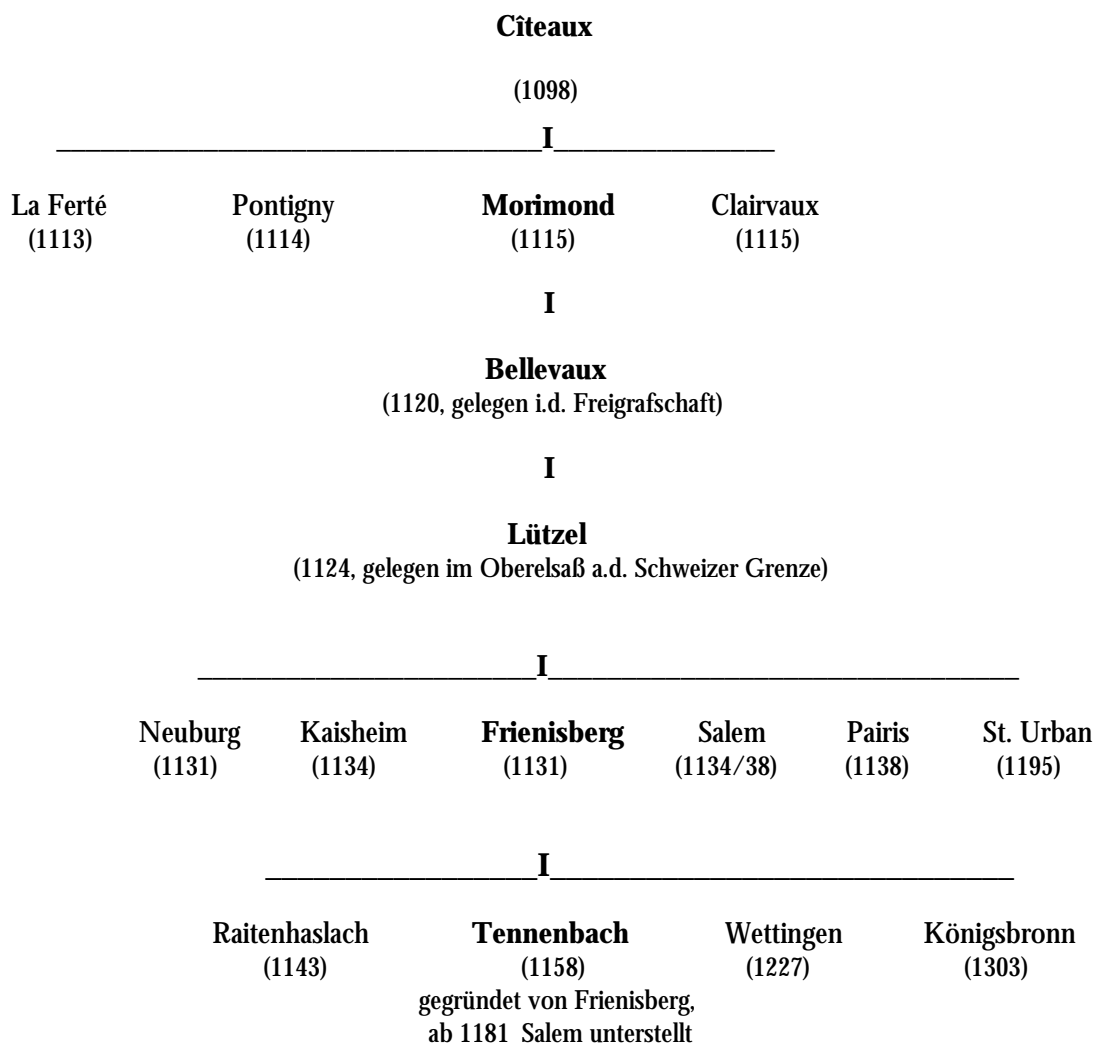 Cîteaux
(1098)
I
La Ferté Pontigny Morimond Clairvaux
(1113) (1114) (1115) (1115)
I
Bellevaux
(1120, gelegen i.d. Freigrafschaft)
I
Lützel
(1124, gelegen im Oberelsaß a.d. Schweizer Grenze)
I
Neuburg Kaisheim Frienisberg Salem Pairis St. Urban
(1131) (1134) (1131) (1134/38) (1138) (1195)
I
Raitenhaslach Tennenbach Wettingen Königsbronn
(1143) (1158) (1227) (1303)
gegründet von Frienisberg,
ab 1181 Salem unterstellt